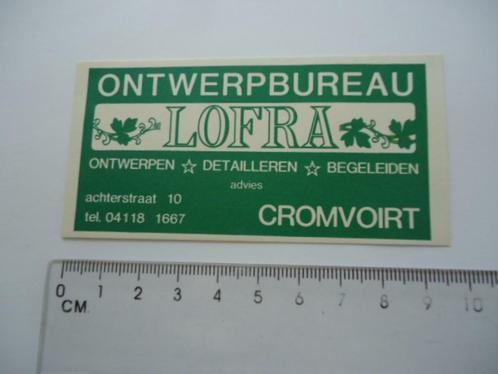 ONTWERPBUREAU
LOFRA
ONTWERPEN ☆ DETAILLEREN ☆ BEGELEIDEN
advies
achterstraat 10
tel. 04118 1667
CROMVOIRT
0 1 2 3 4 5 6 7 8 9 10
CM.